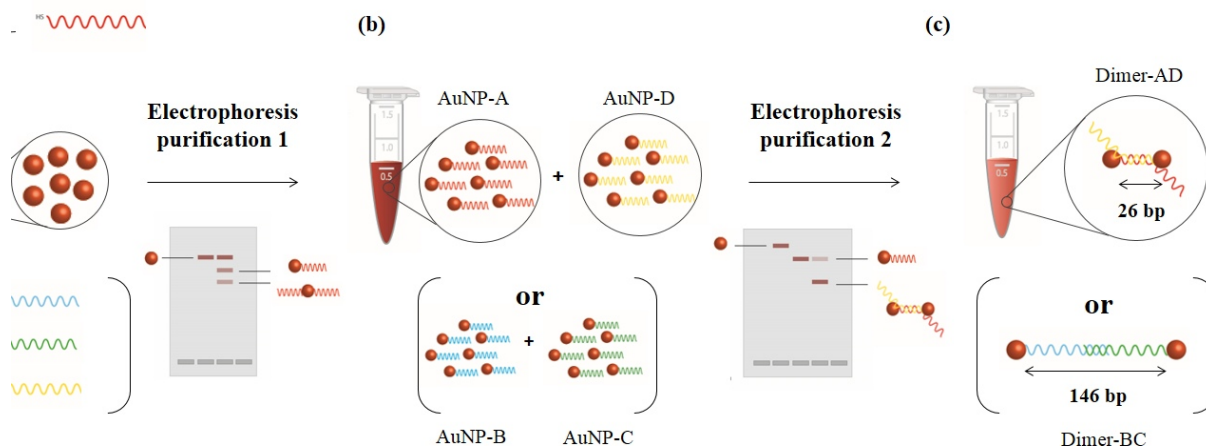 HS
(b)
(c)
Electrophoresis
purification 1
1.5
1.0
0.5
AuNP-A
+
AuNP-D
or
+
AuNP-B
AuNP-C
Electrophoresis
purification 2
1.5
1.0
0.5
Dimer-AD
26 bp
or
146 bp
Dimer-BC